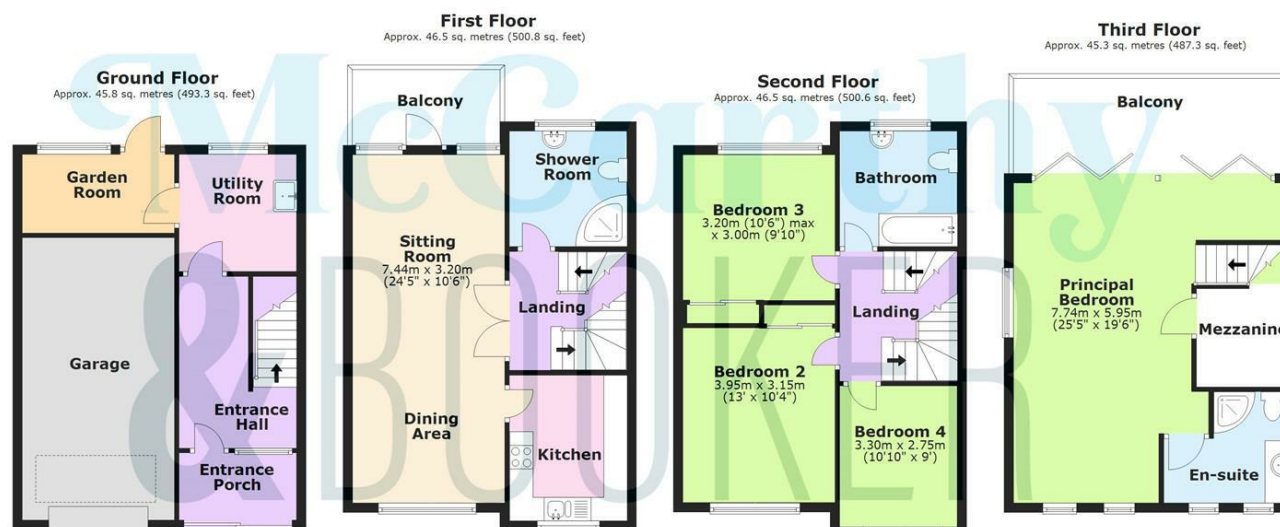 Ground Floor
Approx. 45.8 sq. metres (493.3 sq. feet)
Garden
Room
Utility
Room
Garage
Entrance
Hall
Entrance
Porch
First Floor
Approx. 46.5 sq. metres (500.8 sq. feet)
Balcony
Shower
Room
Sitting
Room
7.44m x 3.20m
(24'5" x 10'6")
Landing
Dining
Area
Kitchen
Second Floor
Approx. 46.5 sq. metres (500.6 sq. feet)
Bathroom
Bedroom 3
3.20m (10'6") max
x 3.00m (9'10")
Landing
Bedroom 2
3.95m x 3.15m
(13' x 10'4")
Bedroom 4
3.30m x 2.75m
(10'10" x 9')
Third Floor
Approx. 45.3 sq. metres (487.3 sq. feet)
Balcony
Principal
Bedroom
7.74m x 5.95m
(25'5" x 19'6")
Mezzanine
En-suite
McCarthy
&BOOKER